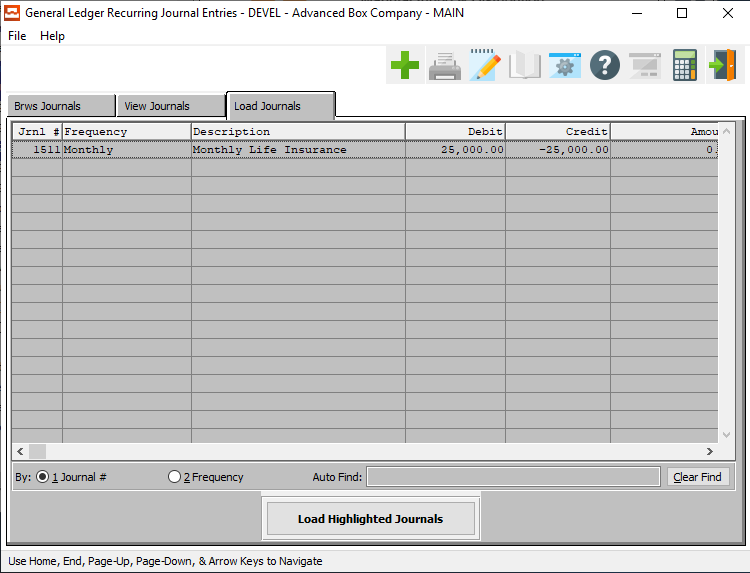 General Ledger Recurring Journal Entries - DEVEL - Advanced Box Company - MAIN
File Help
Brws Journals View Journals Load Journals
Jrnl # Frequency Description Debit Credit Amou
1511 Monthly Monthly Life Insurance 25,000.00 -25,000.00 0.
By: 1 Journal # 2 Frequency Auto Find: Clear Find
Load Highlighted Journals
Use Home, End, Page-Up, Page-Down, & Arrow Keys to Navigate